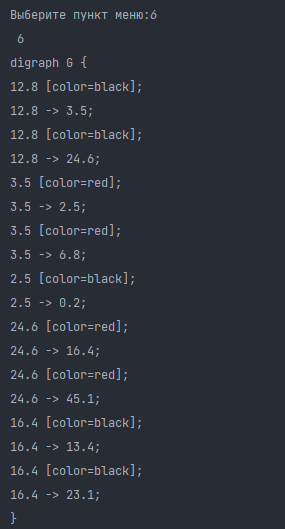 Выберите пункт меню:6
6
digraph G {
12.8 [color=black];
12.8 -> 3.5;
12.8 [color=black];
12.8 -> 24.6;
3.5 [color=red];
3.5 -> 2.5;
3.5 [color=red];
3.5 -> 6.8;
2.5 [color=black];
2.5 -> 0.2;
24.6 [color=red];
24.6 -> 16.4;
24.6 [color=red];
24.6 -> 45.1;
16.4 [color=black];
16.4 -> 13.4;
16.4 [color=black];
16.4 -> 23.1;
}